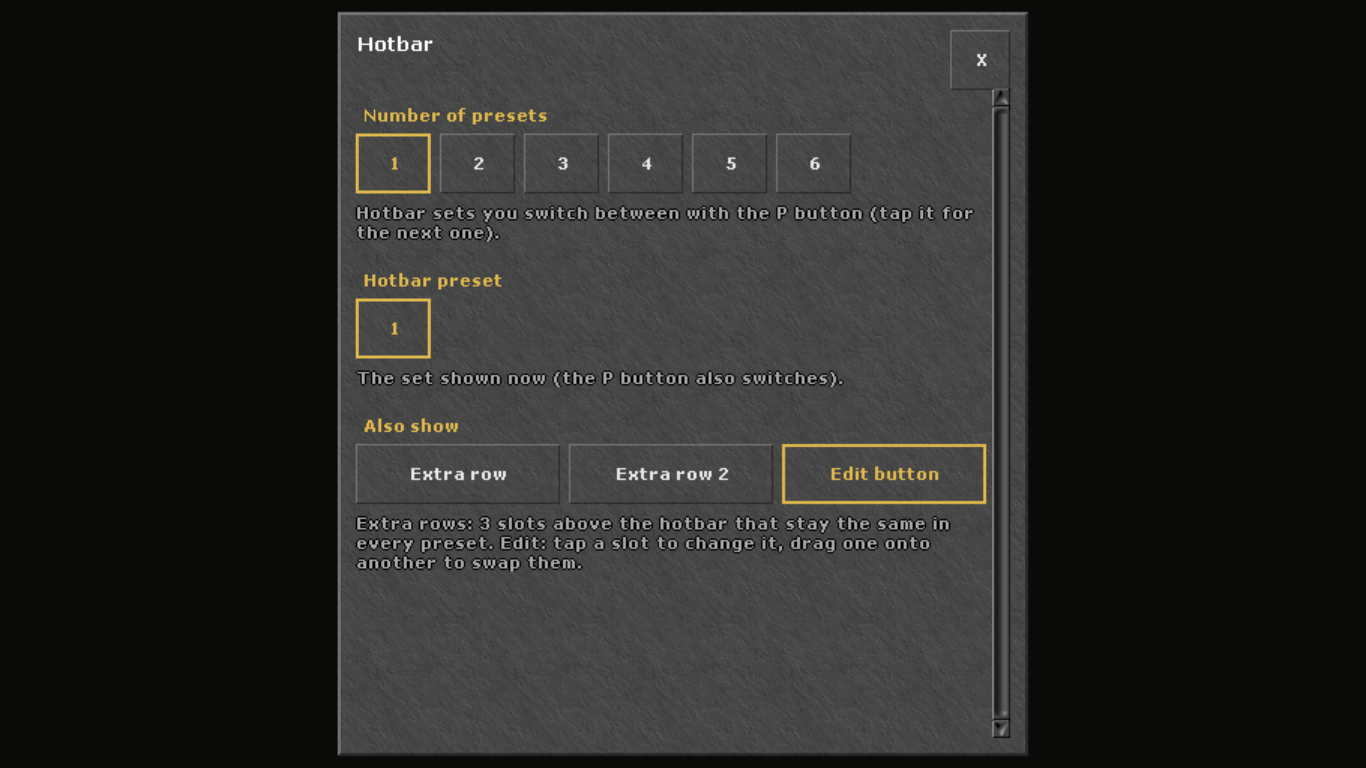 Hotbar
X
Number of presets
1 2 3 4 5 6
Hotbar sets you switch between with the P button (tap it for
the next one).
Hotbar preset
1
The set shown now (the P button also switches).
Also show
Extra row Extra row 2 Edit button
Extra rows: 3 slots above the hotbar that stay the same in
every preset. Edit: tap a slot to change it, drag one onto
another to swap them.